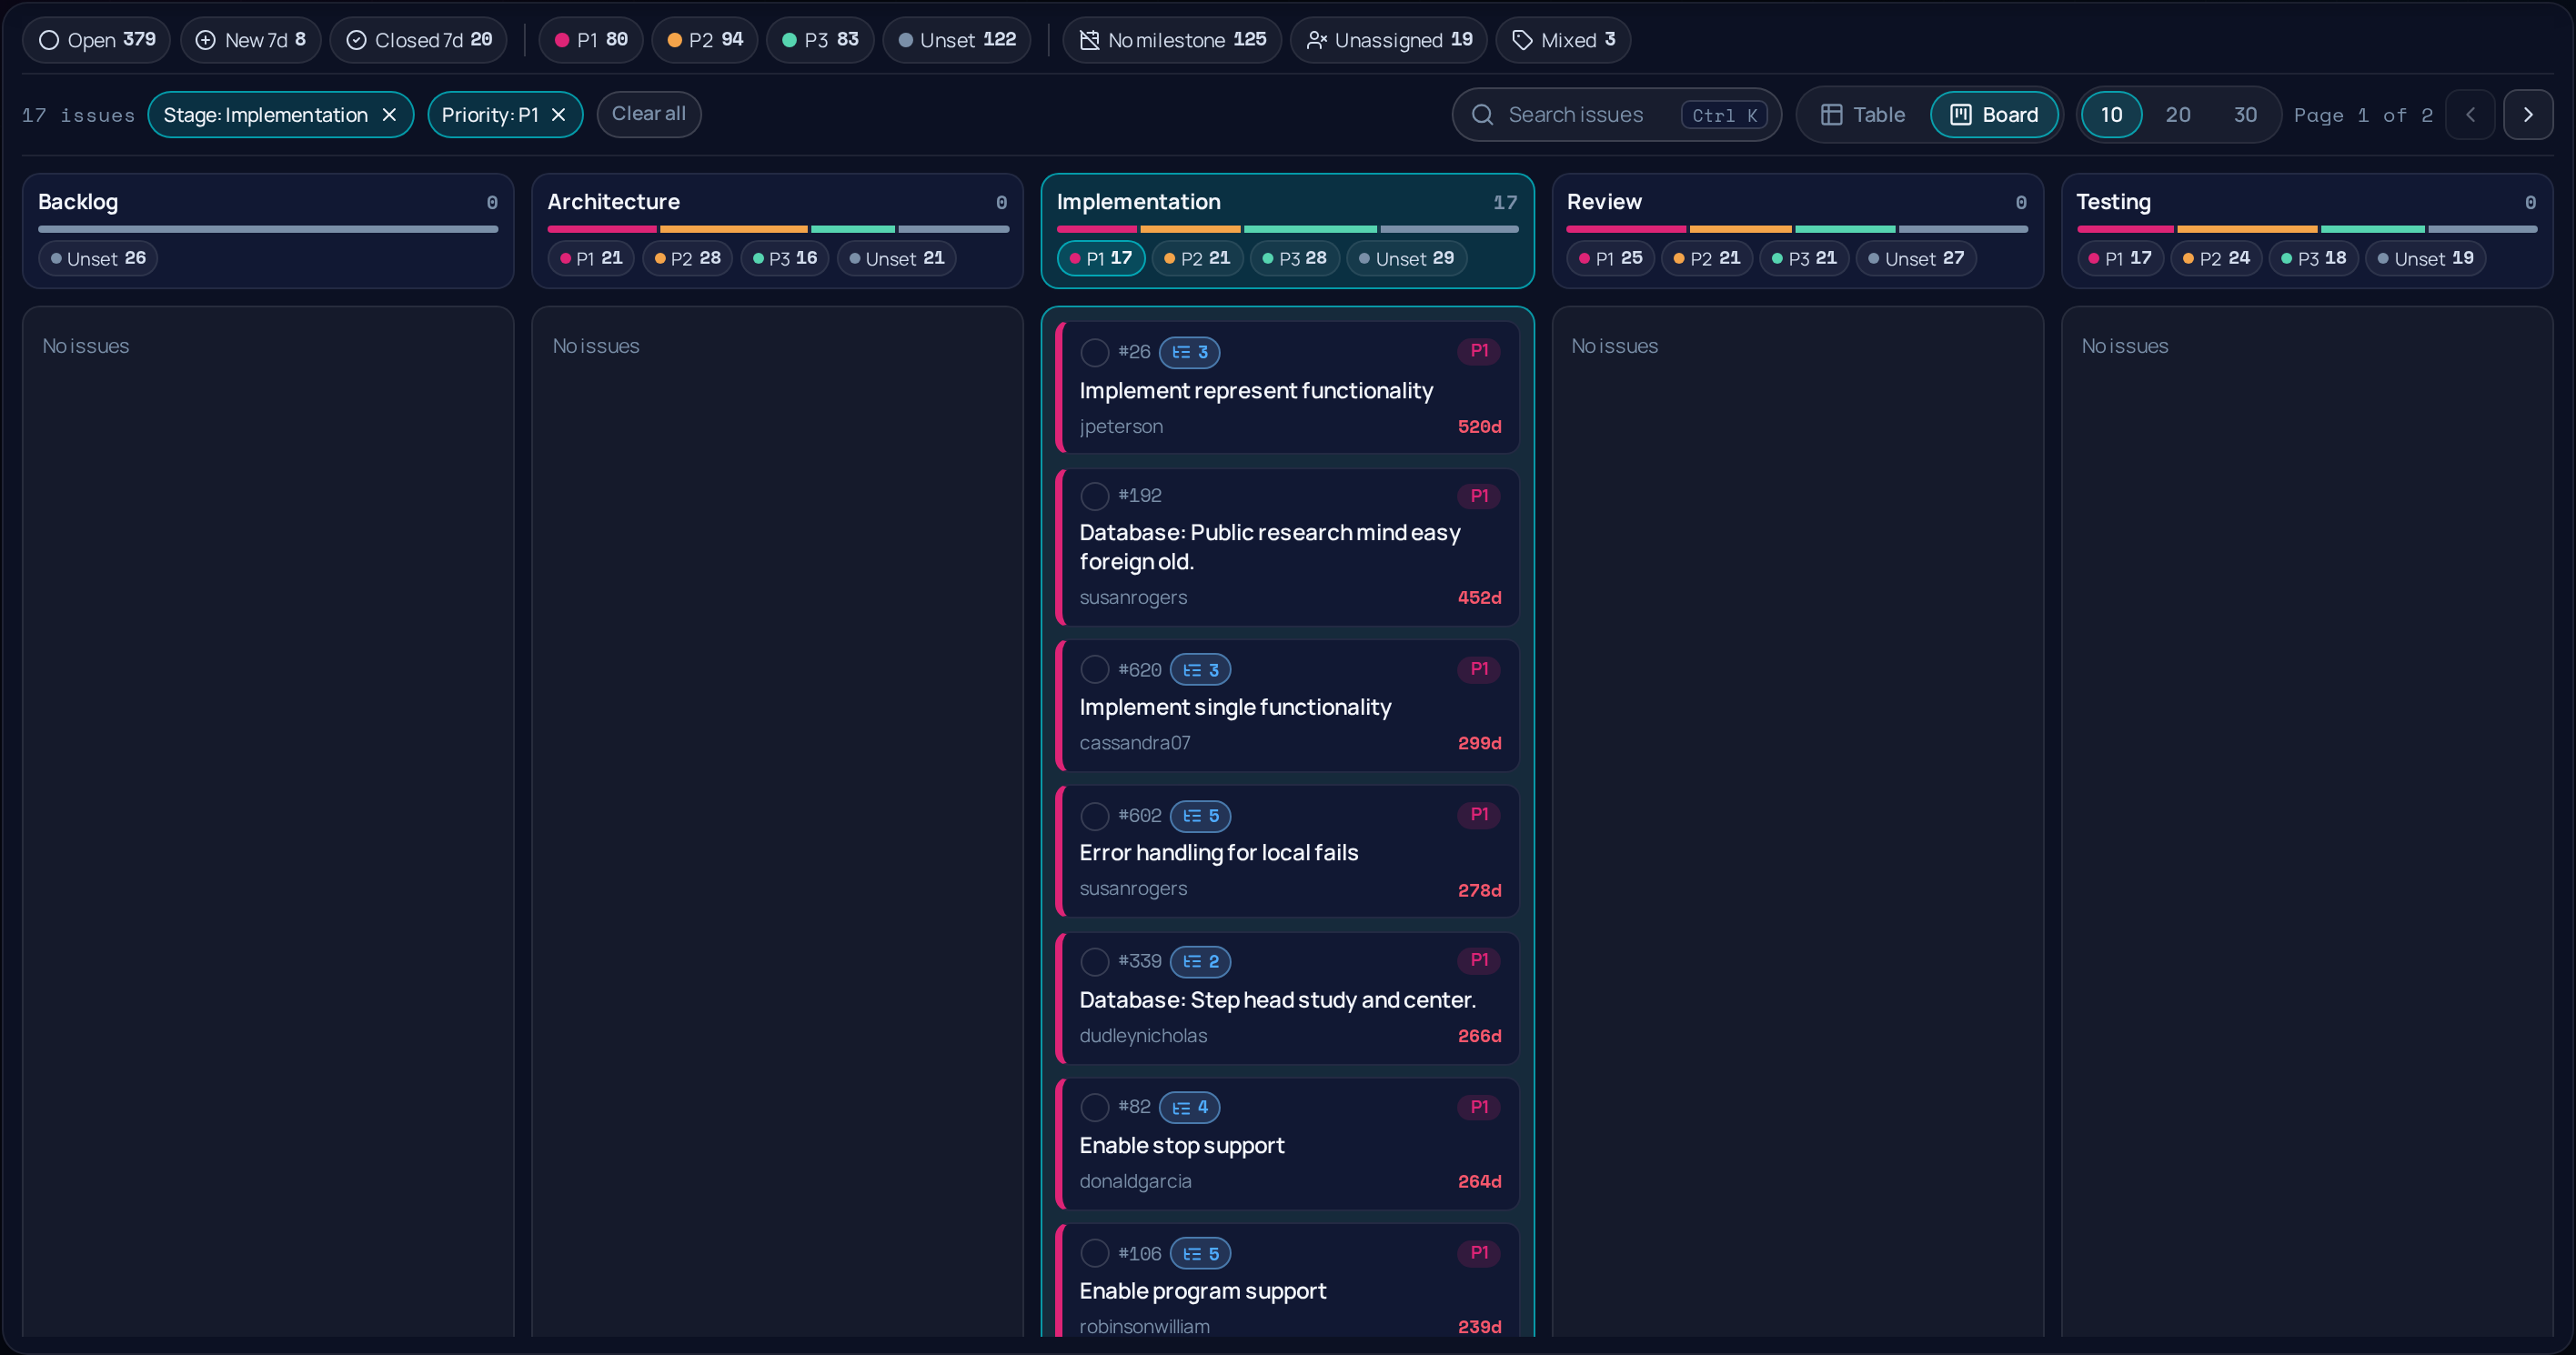 Open 379 New 7d 8 Closed 7d 20 P1 80 P2 94 P3 83 Unset 122 No milestone 125 Unassigned 19 Mixed 3
17 issues Stage: Implementation Priority: P1 Clear all Search issues Ctrl K Table Board 10 20 30 Page 1 of 2
Backlog 0
Unset 26
No issues
Architecture 0
P1 21 P2 28 P3 16 Unset 21
No issues
Implementation 17
P1 17 P2 21 P3 28 Unset 29
#26 3 P1
Implement represent functionality
jpeterson 520d
#192 P1
Database: Public research mind easy
foreign old.
susanrogers 452d
#620 3 P1
Implement single functionality
cassandra07 299d
#602 5 P1
Error handling for local fails
susanrogers 278d
#339 2 P1
Database: Step head study and center.
dudleynicholas 266d
#82 4 P1
Enable stop support
donaldgarcia 264d
#106 5 P1
Enable program support
robinsonwilliam 239d
Review 0
P1 25 P2 21 P3 21 Unset 27
No issues
Testing 0
P1 17 P2 24 P3 18 Unset 19
No issues